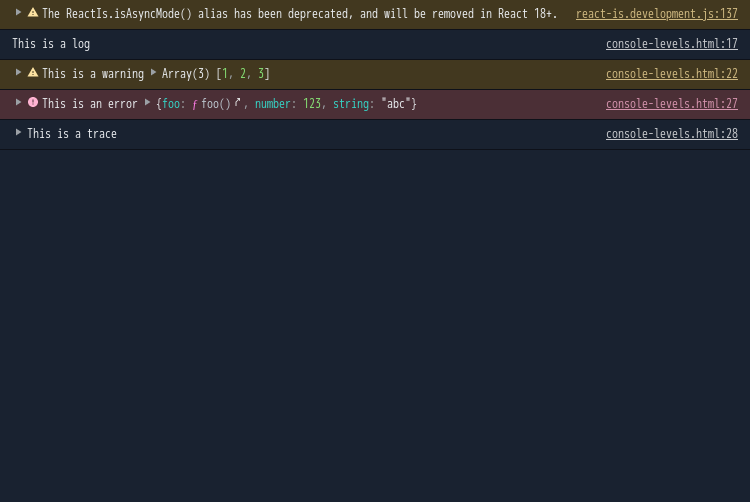 The ReactIs.isAsyncMode() alias has been deprecated, and will be removed in React 18+. react-is.development.js:137
This is a log console-levels.html:17
This is a warning Array(3) [1, 2, 3] console-levels.html:22
This is an error {foo: ƒ foo(), number: 123, string: "abc"} console-levels.html:27
This is a trace console-levels.html:28